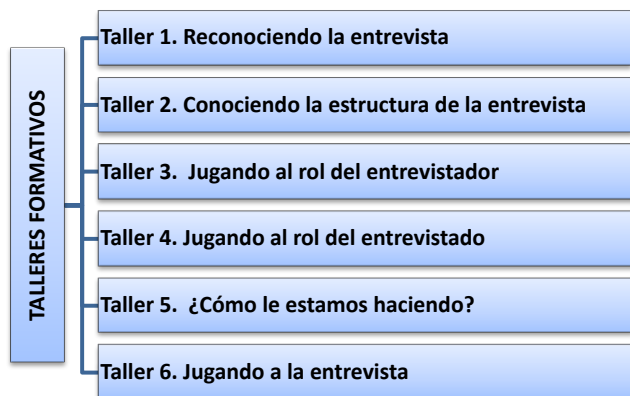 TALLERES FORMATIVOS
Taller 1. Reconociendo la entrevista
Taller 2. Conociendo la estructura de la entrevista
Taller 3.  Jugando al rol del entrevistador
Taller 4. Jugando al rol del entrevistado
Taller 5.  ¿Cómo le estamos haciendo?
Taller 6. Jugando a la entrevista